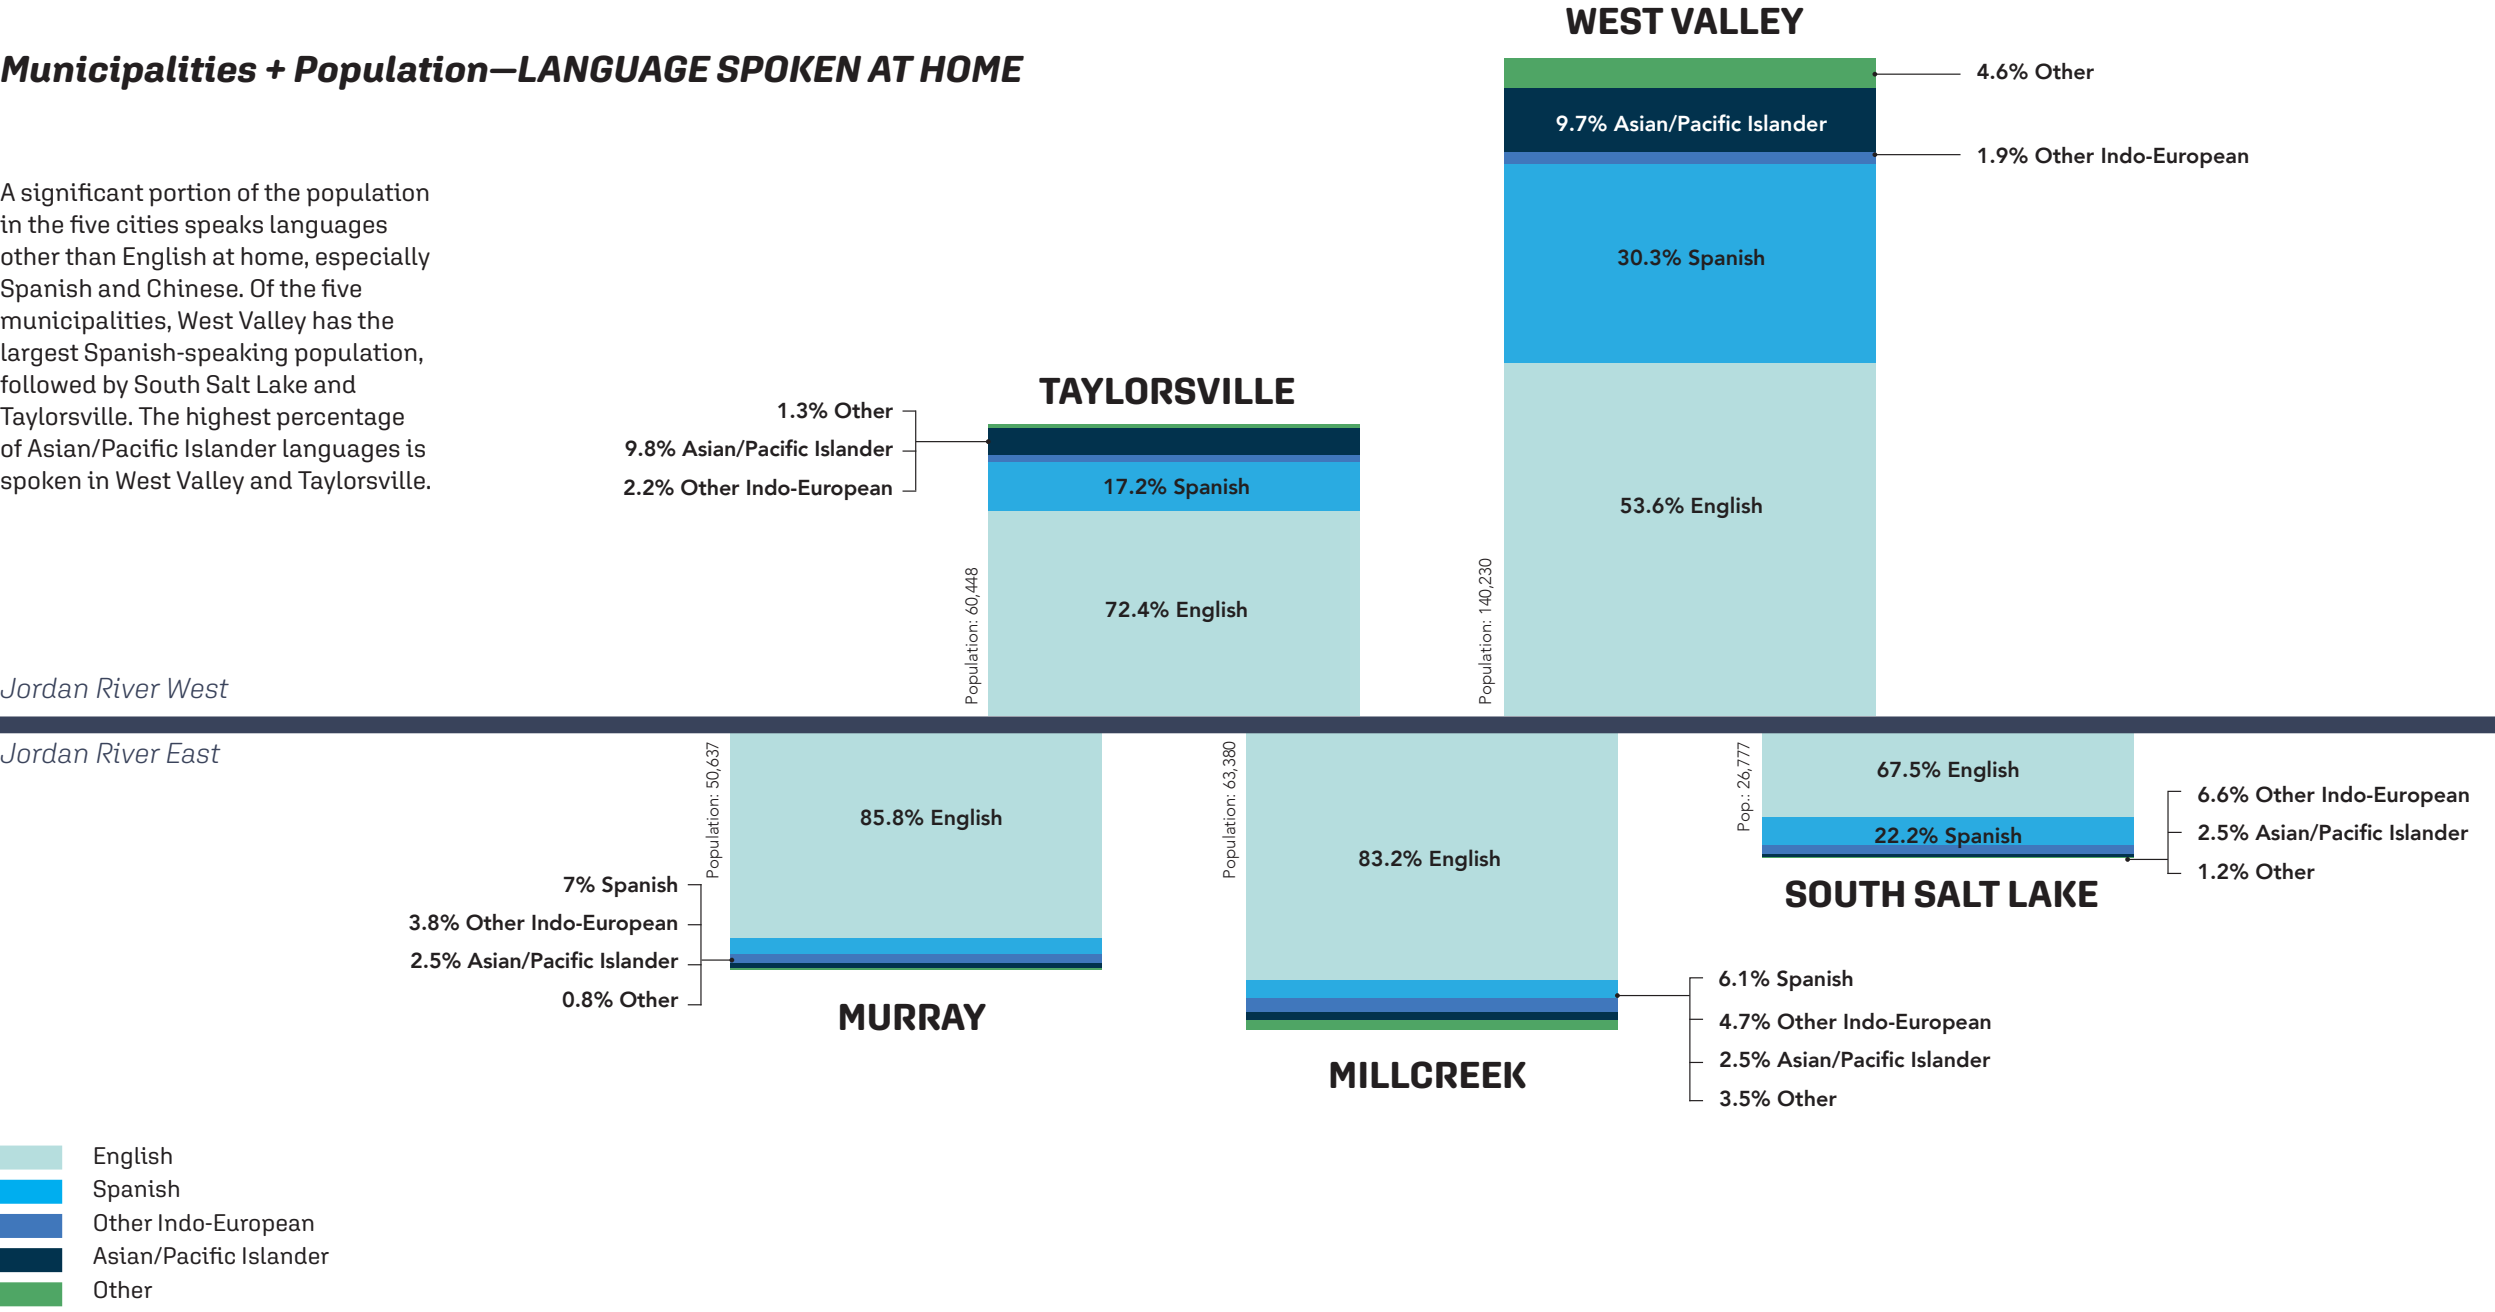 Municipalities + Population—LANGUAGE SPOKEN AT HOME
A significant portion of the population
in the five cities speaks languages
other than English at home, especially
Spanish and Chinese. Of the five
municipalities, West Valley has the
largest Spanish-speaking population,
followed by South Salt Lake and
Taylorsville. The highest percentage
of Asian/Pacific Islander languages is
spoken in West Valley and Taylorsville.
WEST VALLEY
4.6% Other
9.7% Asian/Pacific Islander
1.9% Other Indo-European
30.3% Spanish
53.6% English
Population: 140,230
TAYLORSVILLE
1.3% Other
9.8% Asian/Pacific Islander
2.2% Other Indo-European
17.2% Spanish
72.4% English
Population: 60,448
Jordan River West
Jordan River East
Population: 50,637
85.8% English
7% Spanish
3.8% Other Indo-European
2.5% Asian/Pacific Islander
0.8% Other
MURRAY
Population: 63,380
83.2% English
6.1% Spanish
4.7% Other Indo-European
2.5% Asian/Pacific Islander
3.5% Other
MILLCREEK
Pop.: 26,777
67.5% English
22.2% Spanish
6.6% Other Indo-European
2.5% Asian/Pacific Islander
1.2% Other
SOUTH SALT LAKE
English
Spanish
Other Indo-European
Asian/Pacific Islander
Other